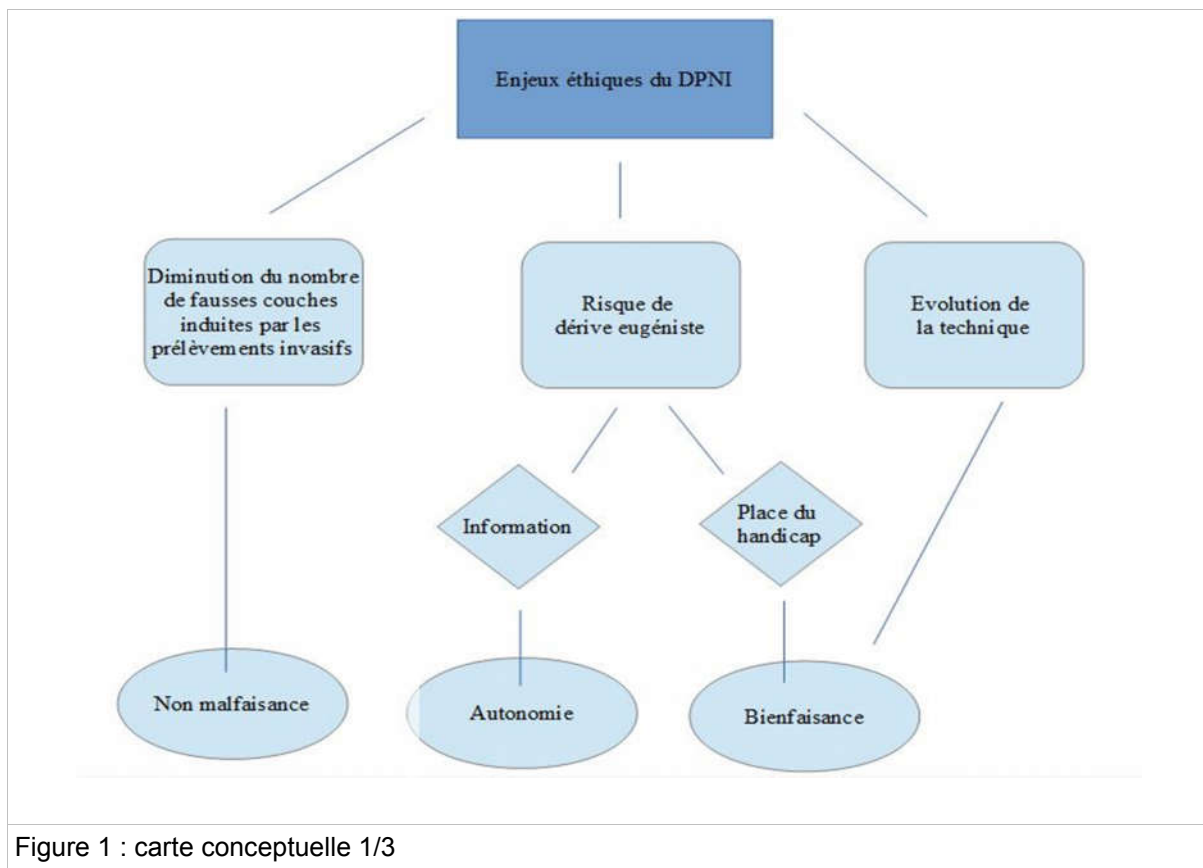 Enjeux éthiques du DPNI
Diminution du nombre
de fausses couches
induites par les
prélèvements invasifs
Risque de
dérive eugéniste
Evolution de
la technique
Information
Place du
handicap
Non malfaisance
Autonomie
Bienfaisance
Figure 1 : carte conceptuelle 1/3